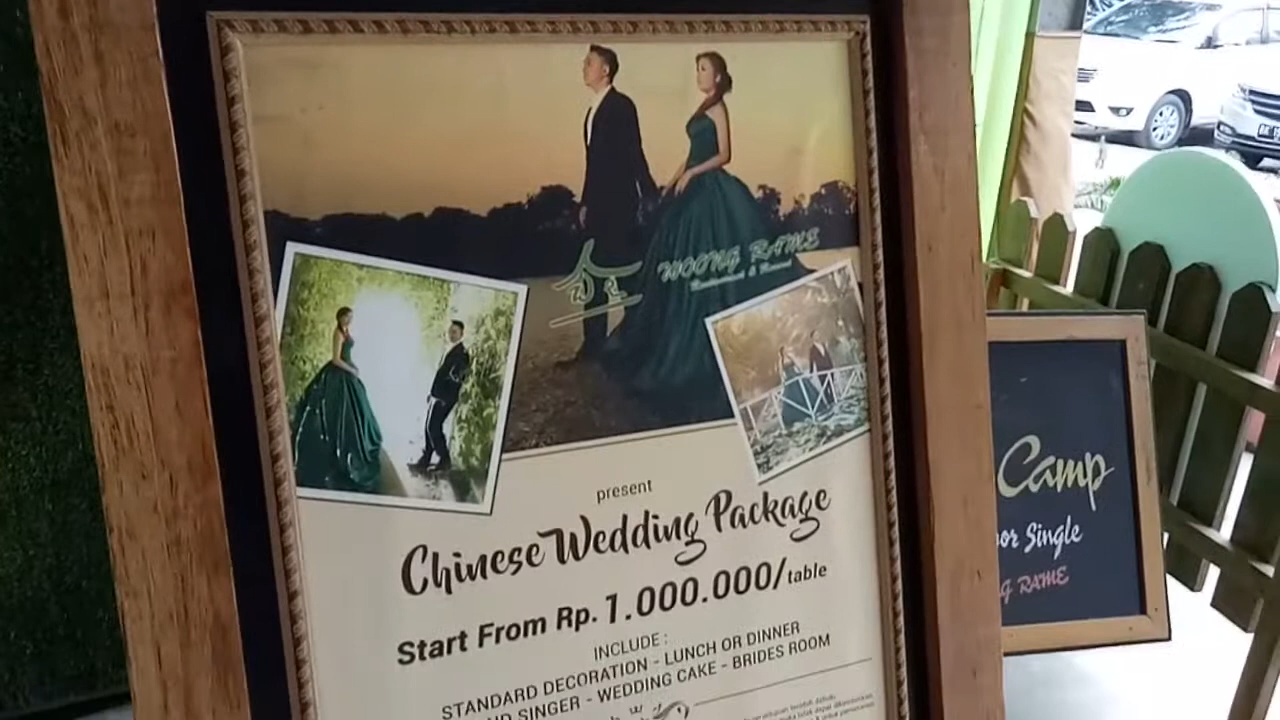 WOONG RAME
present
Chinese Wedding Package
Start From Rp. 1.000.000/table
INCLUDE :
STANDARD DECORATION - LUNCH OR DINNER
SINGER - WEDDING CAKE - BRIDES ROOM
Camp
Single
RAME